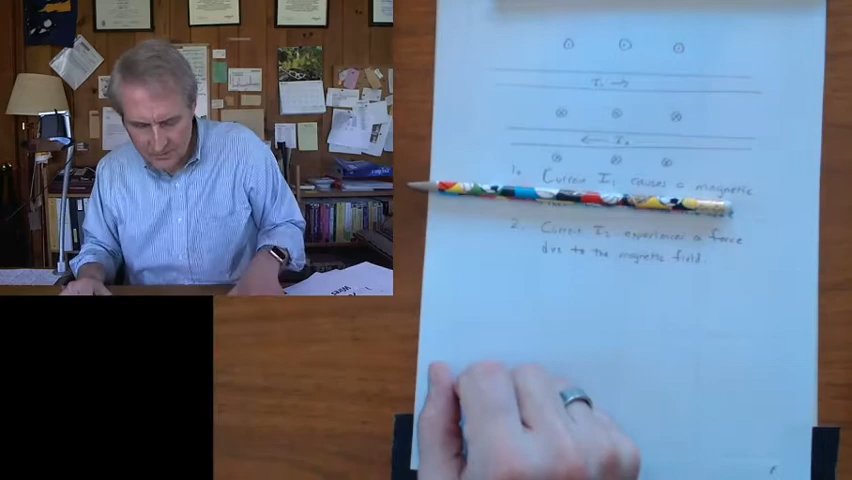 I₁ →
← I₂
1. Current I₁ causes a magnetic
2. Current I₂ experiences a force
due to the magnetic field.